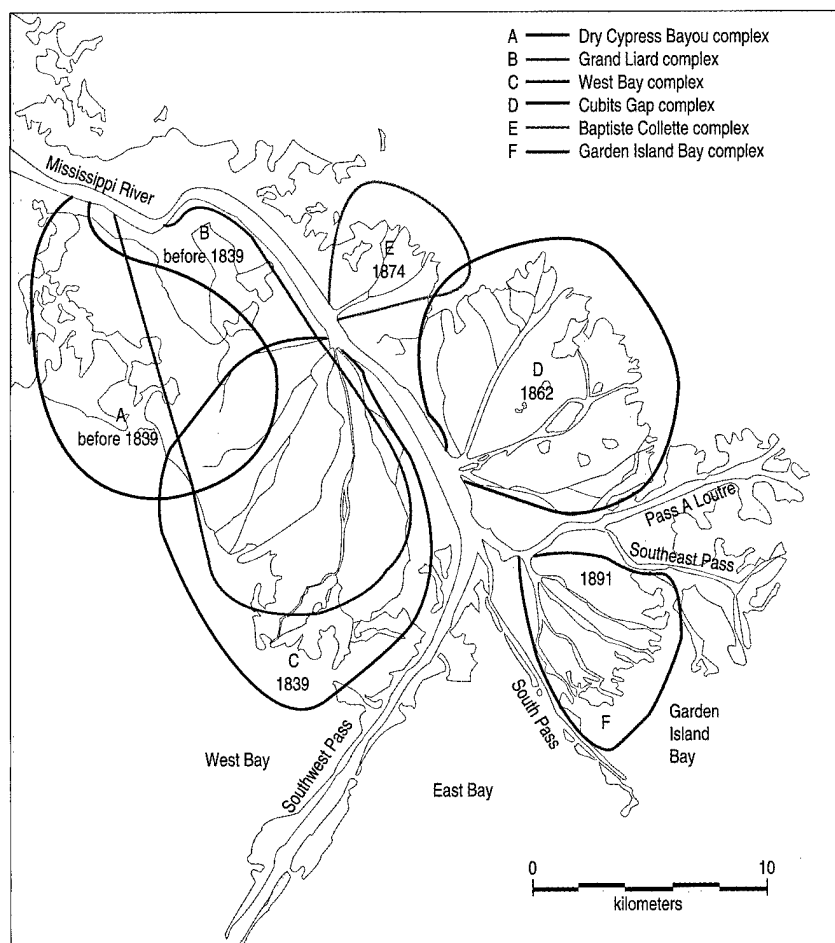 A Dry Cypress Bayou complex
B Grand Liard complex
C West Bay complex
D Cubits Gap complex
E Baptiste Collette complex
F Garden Island Bay complex
Mississippi River
B
before 1839
E
1874
D
1862
A
before 1839
Pass A Loutre
Southeast Pass
1891
C
1839
F
South Pass
Garden
Island
Bay
West Bay
Southwest Pass
East Bay
0 10
kilometers